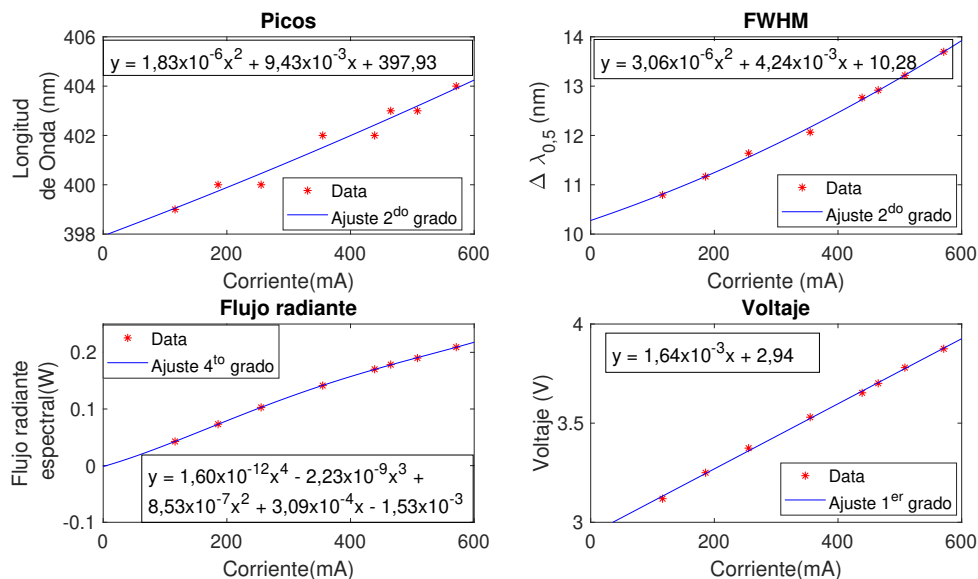 Picos
406
404
402
400
398
Longitud
de Onda (nm)
y = 1,83x10⁻⁶x² + 9,43x10⁻³x + 397,93
Data
Ajuste 2ᵈᵒ grado
0
200
400
600
Corriente(mA)
FWHM
14
13
12
11
10
Δ λ₀,₅ (nm)
y = 3,06x10⁻⁶x² + 4,24x10⁻³x + 10,28
Data
Ajuste 2ᵈᵒ grado
0
200
400
600
Corriente (mA)
Flujo radiante
0.2
0.1
0
-0.1
Flujo radiante
espectral(W)
Data
Ajuste 4ᵗᵒ grado
y = 1,60x10⁻¹²x⁴ - 2,23x10⁻⁹x³ +
8,53x10⁻⁷x² + 3,09x10⁻⁴x - 1,53x10⁻³
0
200
400
600
Corriente (mA)
Voltaje
4
3.5
3
Voltaje (V)
y = 1,64x10⁻³x + 2,94
Data
Ajuste 1ᵉʳ grado
0
200
400
600
Corriente (mA)